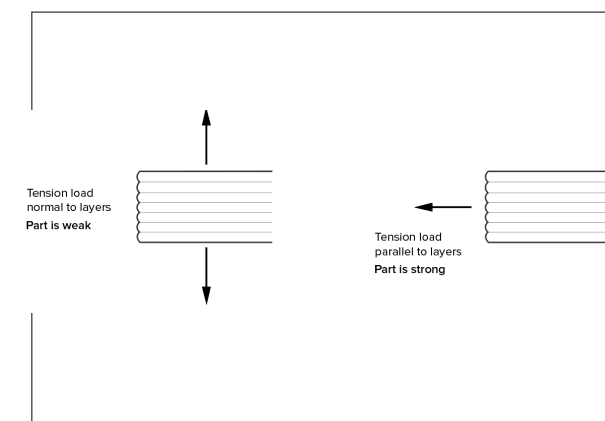 Tension load
normal to layers
Part is weak
Tension load
parallel to layers
Part is strong